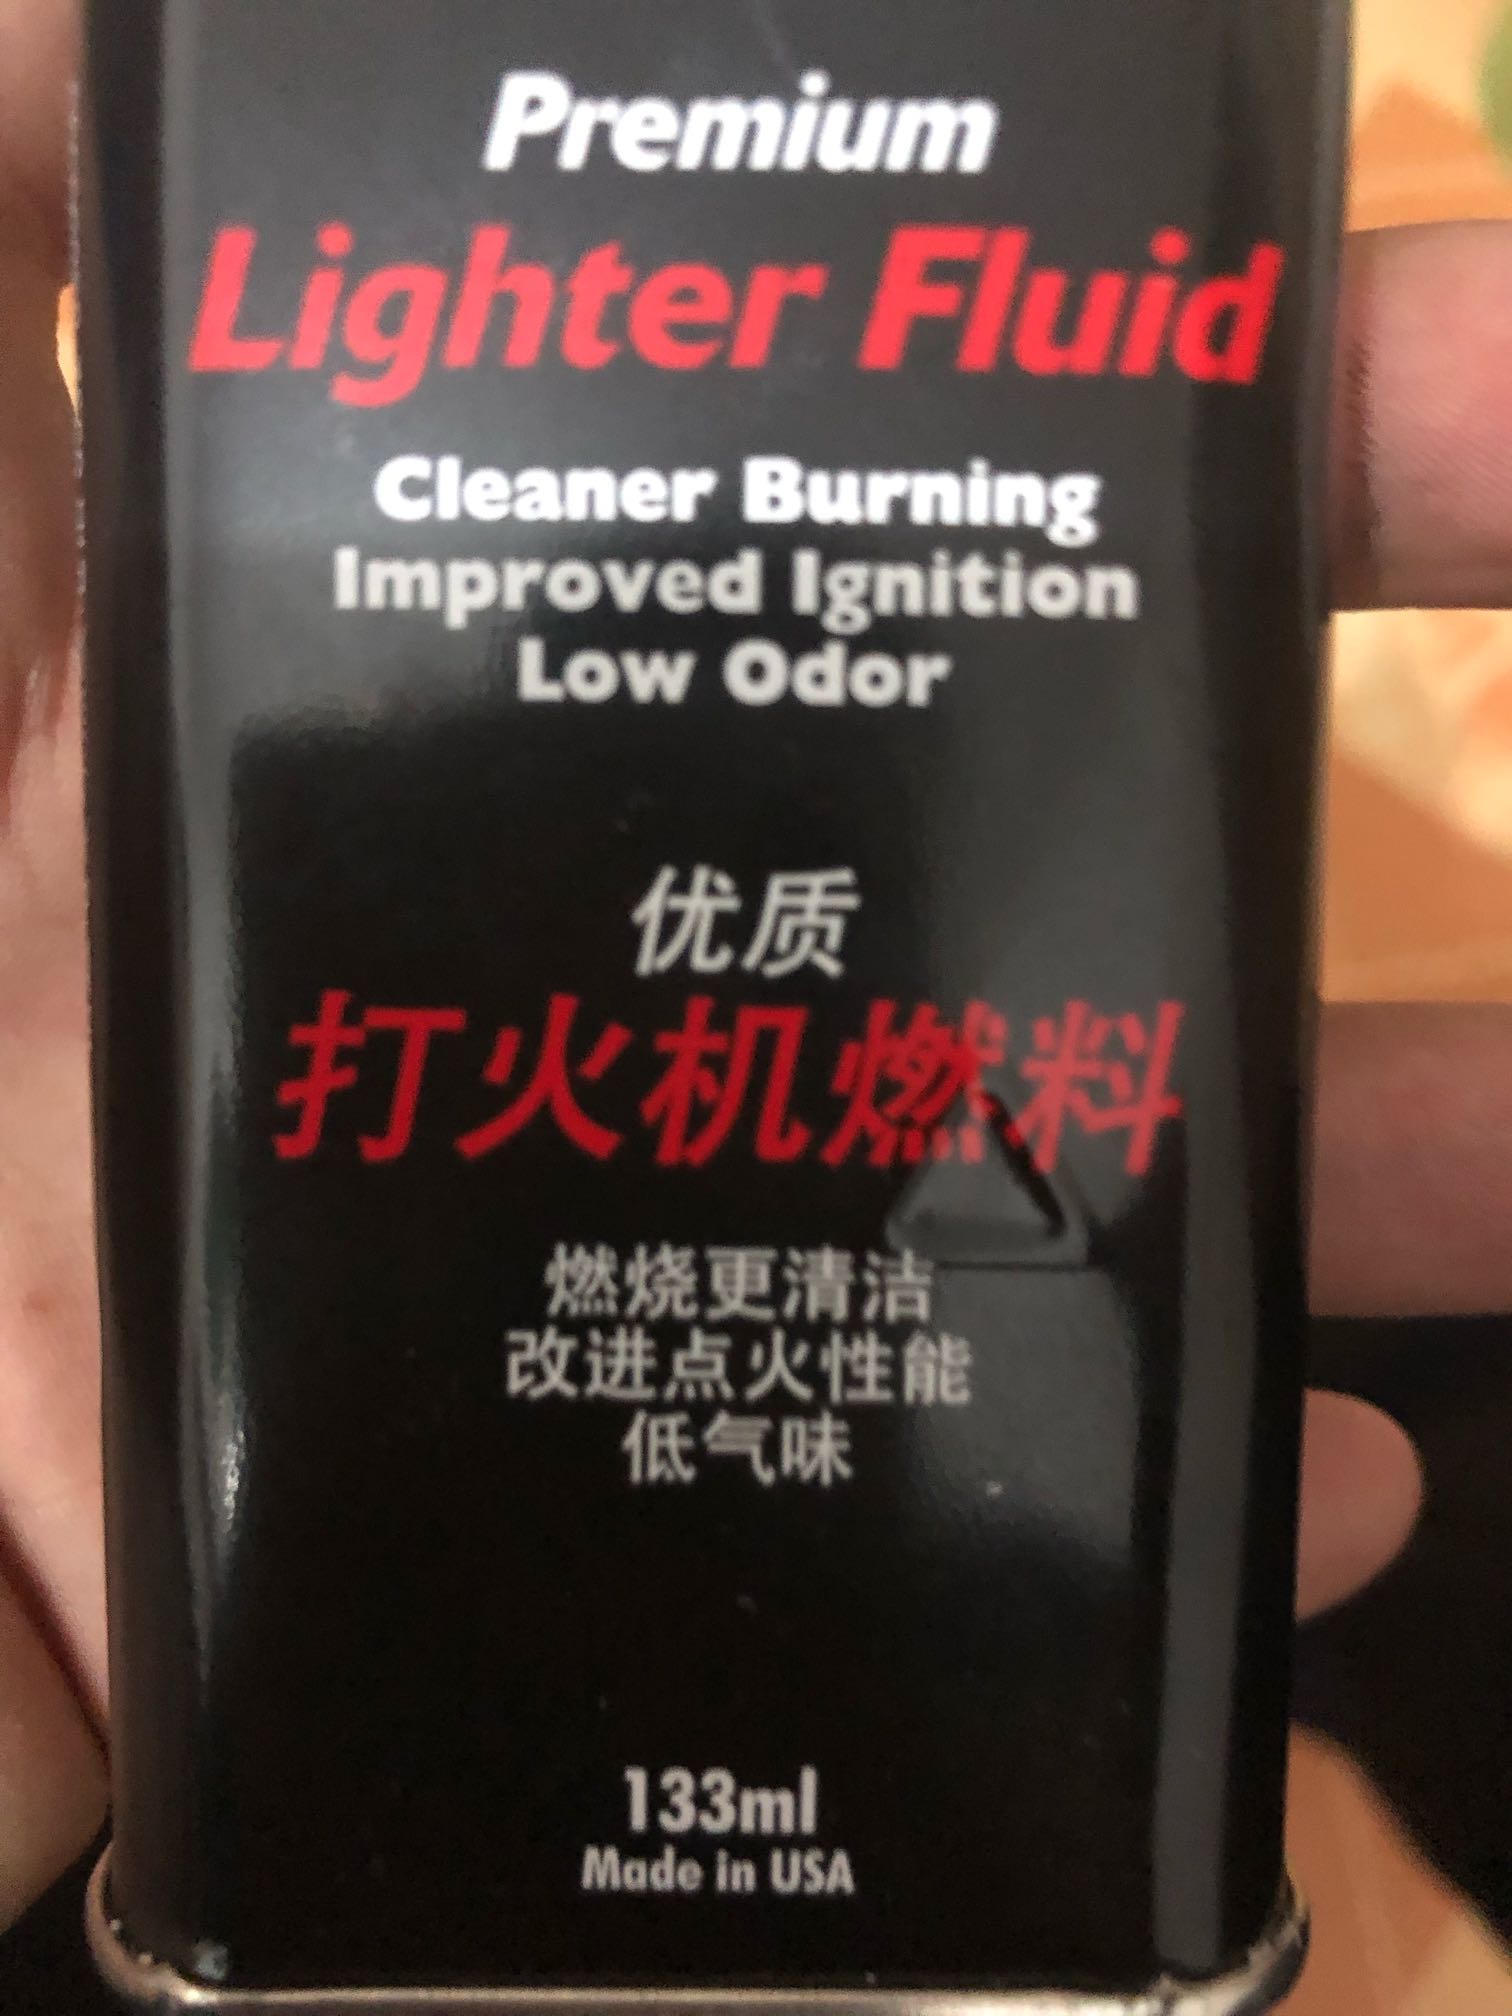 Premium
Lighter Fluid
Cleaner Burning
Improved Ignition
Low Odor
优质
打火机燃料
燃烧更清洁
改进点火性能
低气味
133ml
Made in USA